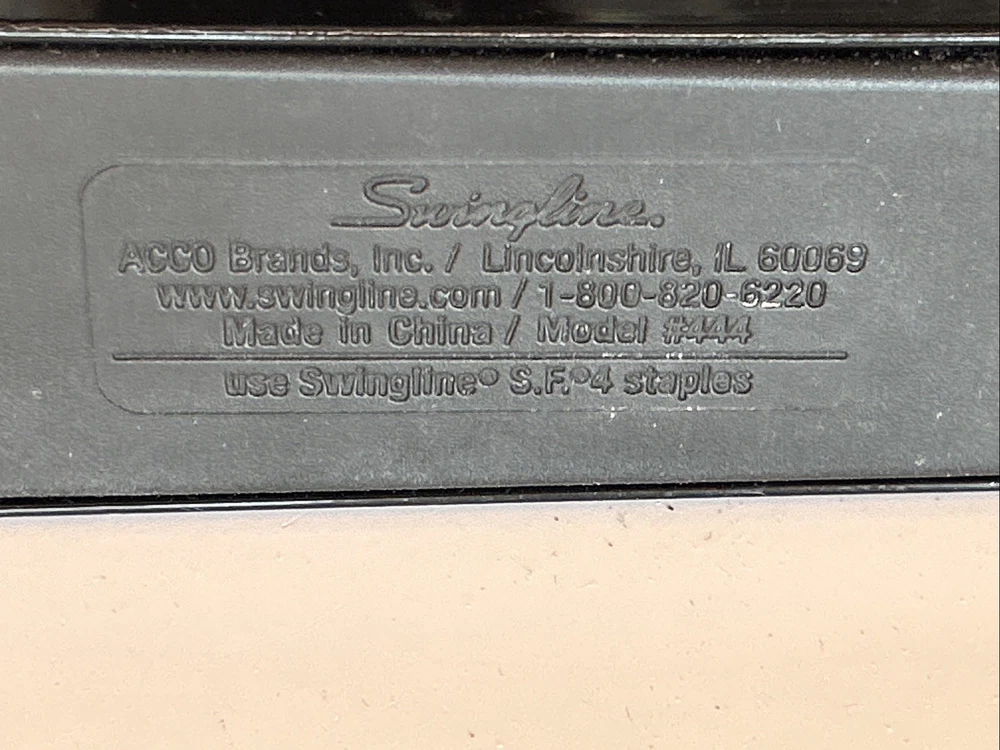 Swingline.
ACCO Brands, Inc. / Lincolnshire, IL 60069
www.swingline.com / 1-800-820-6220
Made in China / Model #444
use Swingline® S.F.®4 staples